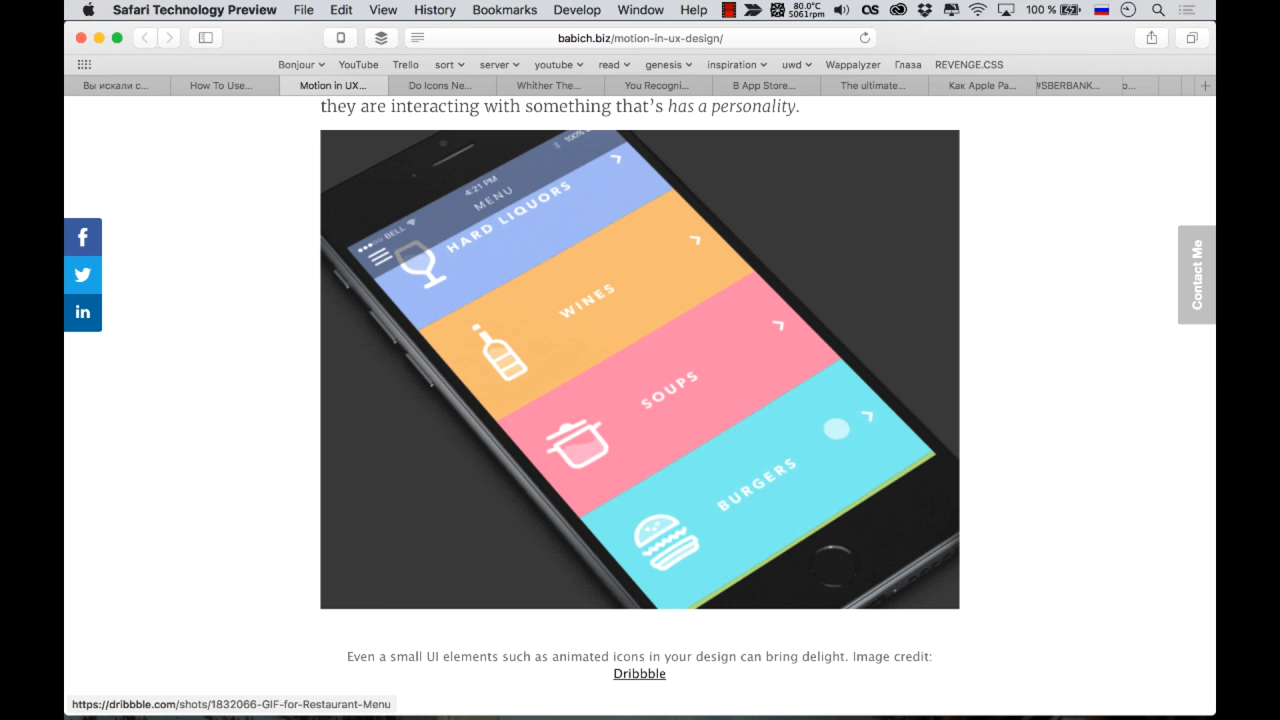 Safari Technology Preview File Edit View History Bookmarks Develop Window Help 80.0°C 5061rpm 100 %
babich.biz/motion-in-ux-design/
Bonjour YouTube Trello sort server youtube read genesis inspiration uwd Wappalyzer Глаза REVENGE.CSS
Вы искали с... How To Use... Motion in UX... Do Icons Ne... Whither The... You Recogni... В App Store... The ultimate... Как Apple Pa... #SBERBANK... о...
they are interacting with something that's has a personality.
BELL 4:21 PM 100%
MENU
HARD LIQUORS
WINES
SOUPS
BURGERS
Contact Me
Even a small UI elements such as animated icons in your design can bring delight. Image credit:
Dribbble
https://dribbble.com/shots/1832066-GIF-for-Restaurant-Menu